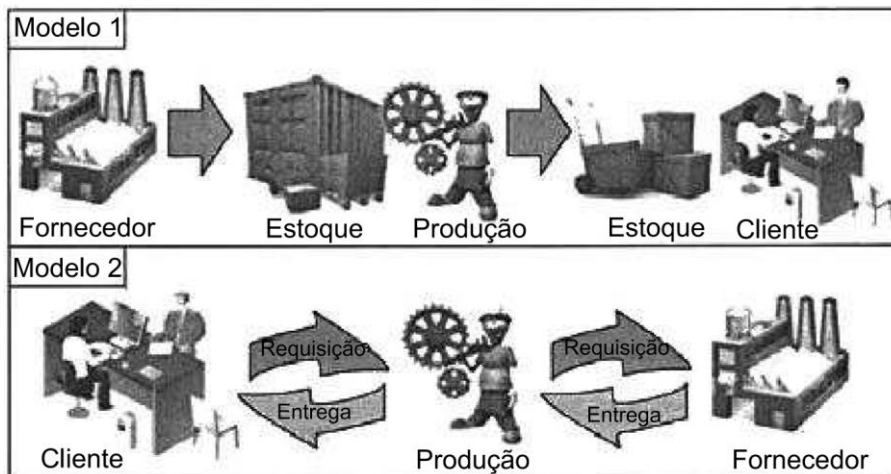 Modelo 1
Fornecedor Estoque Produção Estoque Cliente
Modelo 2
Requisição Requisição
Entrega Entrega
Cliente Produção Fornecedor